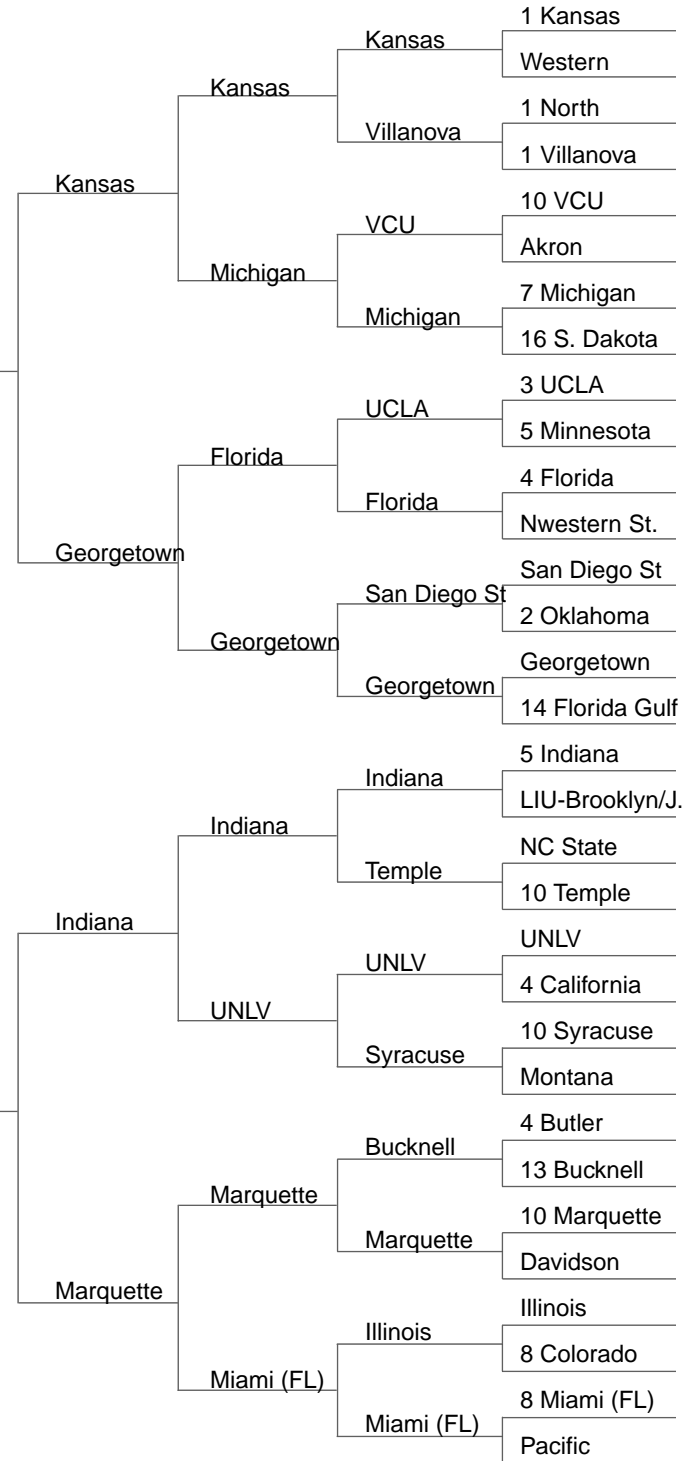 1 Kansas
Kansas
Western
Kansas
1 North
Villanova
1 Villanova
Kansas
10 VCU
VCU
Akron
Michigan
7 Michigan
Michigan
16 S. Dakota
3 UCLA
UCLA
5 Minnesota
Florida
4 Florida
Florida
Nwestern St.
Georgetown
San Diego St
San Diego St
2 Oklahoma
Georgetown
Georgetown
Georgetown
14 Florida Gulf
5 Indiana
Indiana
LIU-Brooklyn/J.
Indiana
NC State
Temple
10 Temple
Indiana
UNLV
UNLV
4 California
UNLV
10 Syracuse
Syracuse
Montana
4 Butler
Bucknell
13 Bucknell
Marquette
10 Marquette
Marquette
Davidson
Marquette
Illinois
Illinois
8 Colorado
Miami (FL)
8 Miami (FL)
Miami (FL)
Pacific